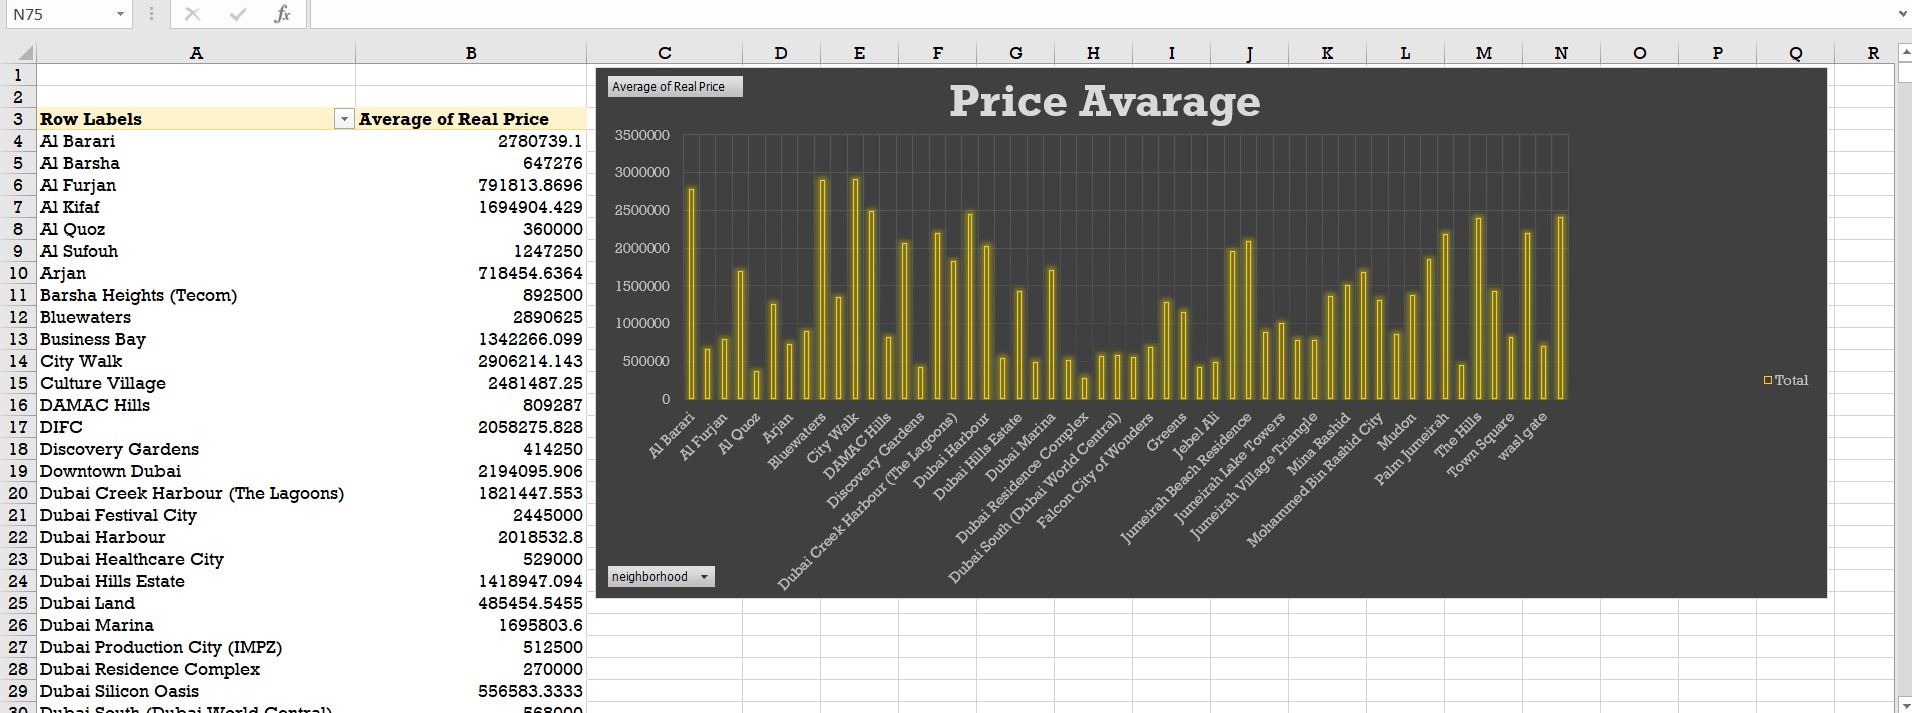 N75
fx
A B C D E F G H I J K L M N O P Q R
1
2
3 Row Labels Average of Real Price
4 Al Barari 2780739.1
5 Al Barsha 647276
6 Al Furjan 791813.8696
7 Al Kifaf 1694904.429
8 Al Quoz 360000
9 Al Sufouh 1247250
10 Arjan 718454.6364
11 Barsha Heights (Tecom) 892500
12 Bluewaters 2890625
13 Business Bay 1342266.099
14 City Walk 2906214.143
15 Culture Village 2481487.25
16 DAMAC Hills 809287
17 DIFC 2058275.828
18 Discovery Gardens 414250
19 Downtown Dubai 2194095.906
20 Dubai Creek Harbour (The Lagoons) 1821447.553
21 Dubai Festival City 2445000
22 Dubai Harbour 2018532.8
23 Dubai Healthcare City 529000
24 Dubai Hills Estate 1418947.094
25 Dubai Land 485454.5455
26 Dubai Marina 1695803.6
27 Dubai Production City (IMPZ) 512500
28 Dubai Residence Complex 270000
29 Dubai Silicon Oasis 556583.3333
30 Dubai South (Dubai World Central) 568000
Average of Real Price
Price Avarage
3500000
3000000
2500000
2000000
1500000
1000000
500000
0
Al Barari
Al Furjan
Al Quoz
Arjan
Bluewaters
City Walk
DAMAC Hills
Discovery Gardens
Dubai Creek Harbour (The Lagoons)
Dubai Harbour
Dubai Hills Estate
Dubai Marina
Dubai Residence Complex
Dubai South (Dubai World Central)
Falcon City of Wonders
Greens
Jebel Ali
Jumeirah Beach Residence
Jumeirah Lake Towers
Jumeirah Village Triangle
Mina Rashid
Mohammed Bin Rashid City
Mudon
Palm Jumeirah
The Hills
Town Square
wasl gate
Total
neighborhood